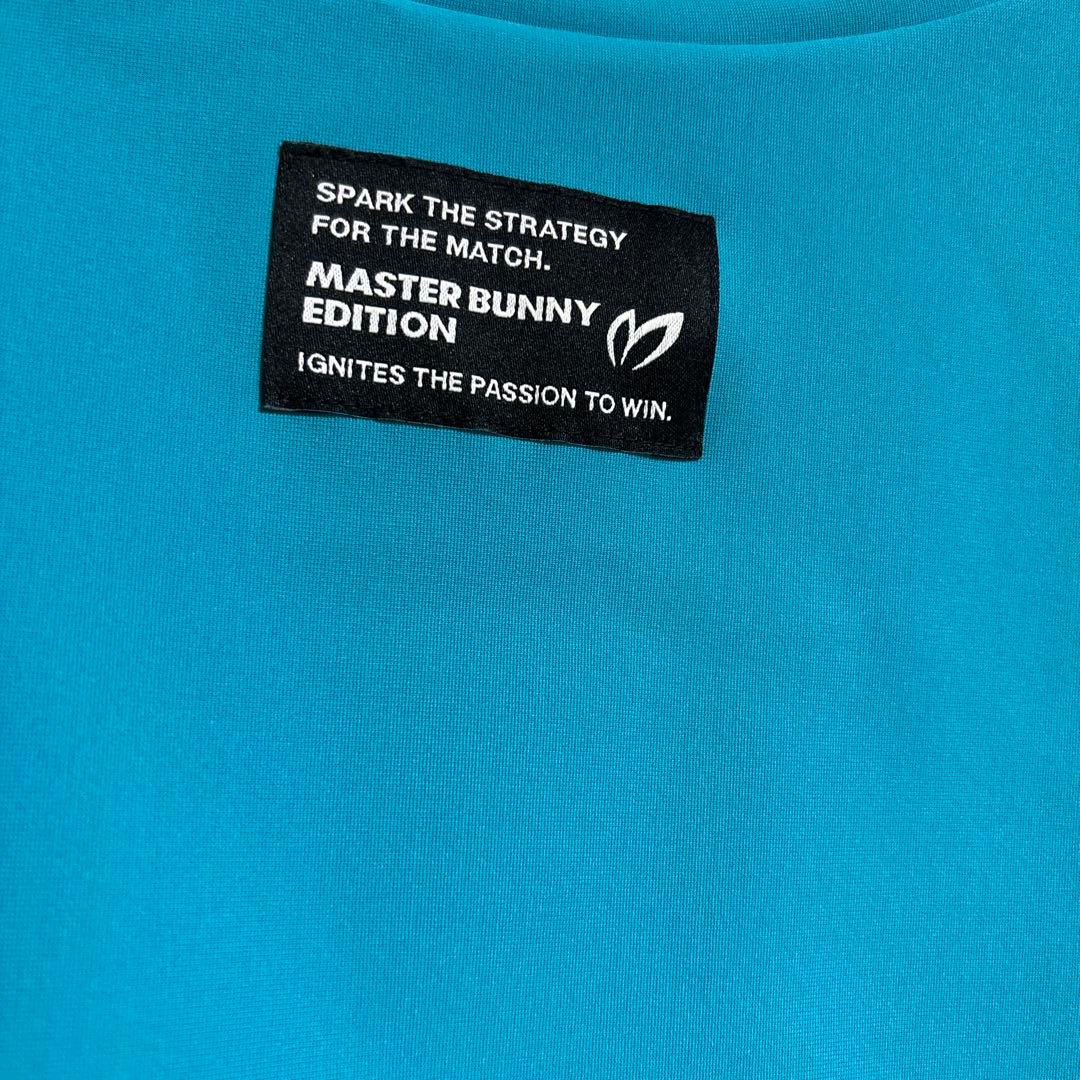 SPARK THE STRATEGY
FOR THE MATCH.
MASTER BUNNY
EDITION
IGNITES THE PASSION TO WIN.